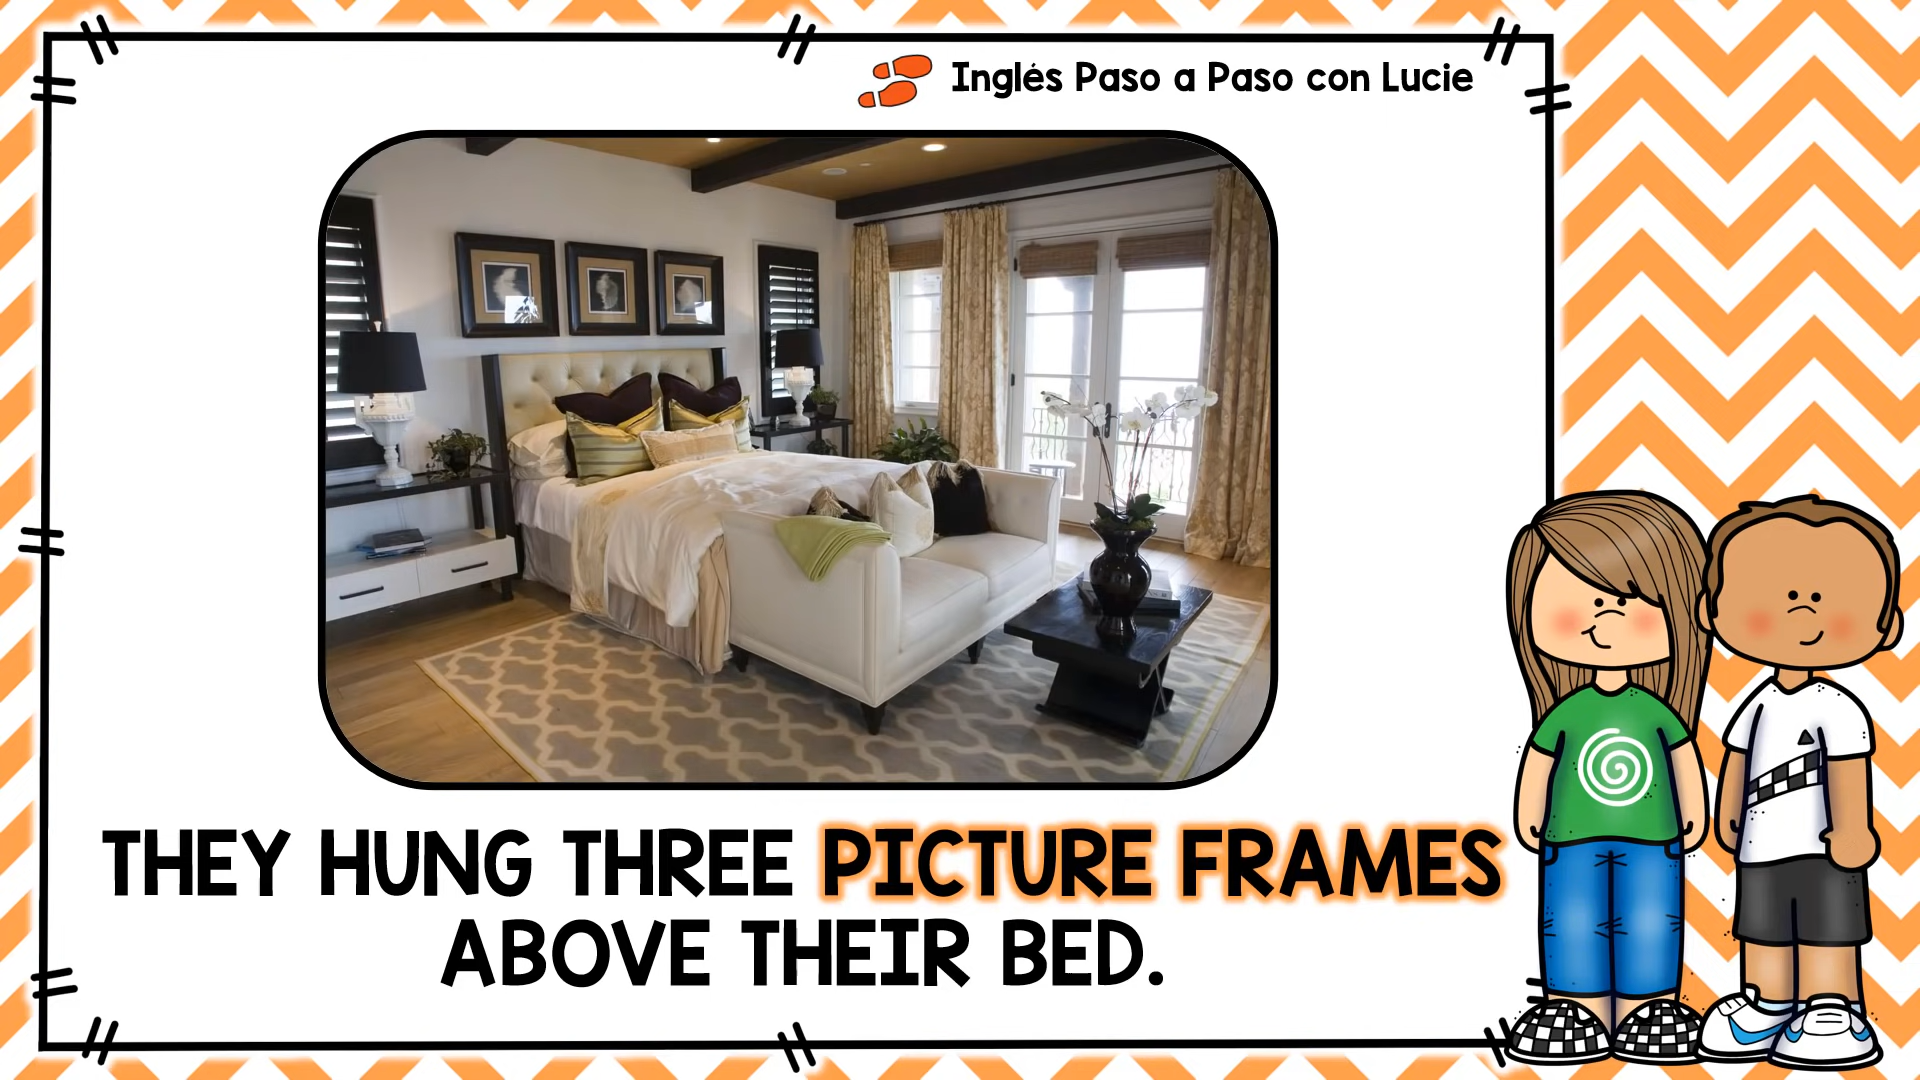 Inglés Paso a Paso con Lucie
THEY HUNG THREE PICTURE FRAMES
ABOVE THEIR BED.